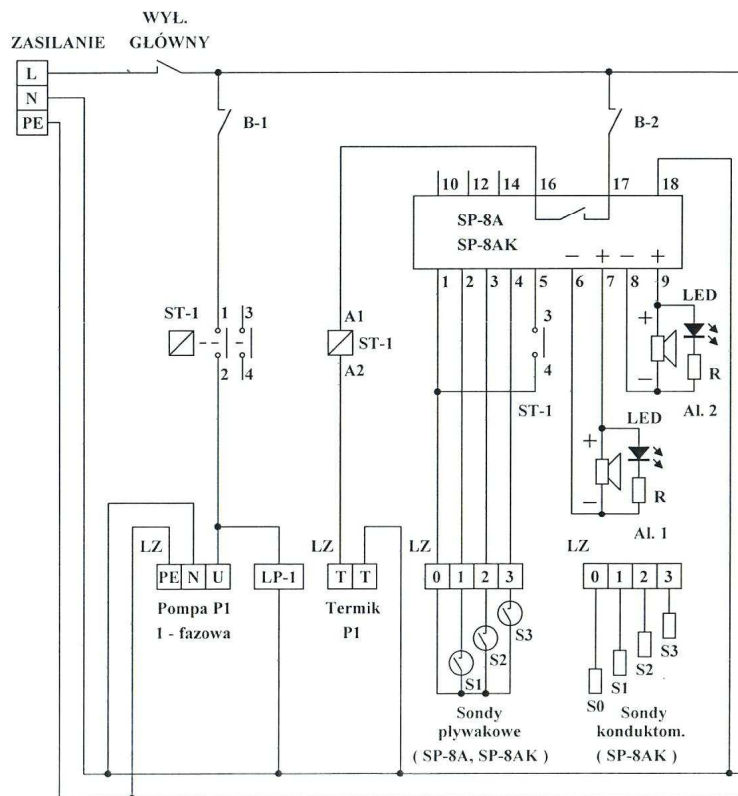 WYŁ.
ZASILANIE GŁÓWNY
L
N
PE
B-1
B-2
10 12 14 16 17 18
SP-8A
SP-8AK
− + − +
1 2 3 4 5 6 7 8 9
LED
ST-1
1 3
2 4
A1
ST-1
A2
3
4
ST-1
+
−
R
Al. 2
LED
+
−
R
Al. 1
LZ
PE N U
LP-1
Pompa P1
1 - fazowa
LZ
T T
Termik
P1
LZ
0 1 2 3
S3
S2
S1
Sondy
pływakowe
( SP-8A, SP-8AK )
LZ
0 1 2 3
S3
S2
S1
S0
Sondy
konduktom.
( SP-8AK )